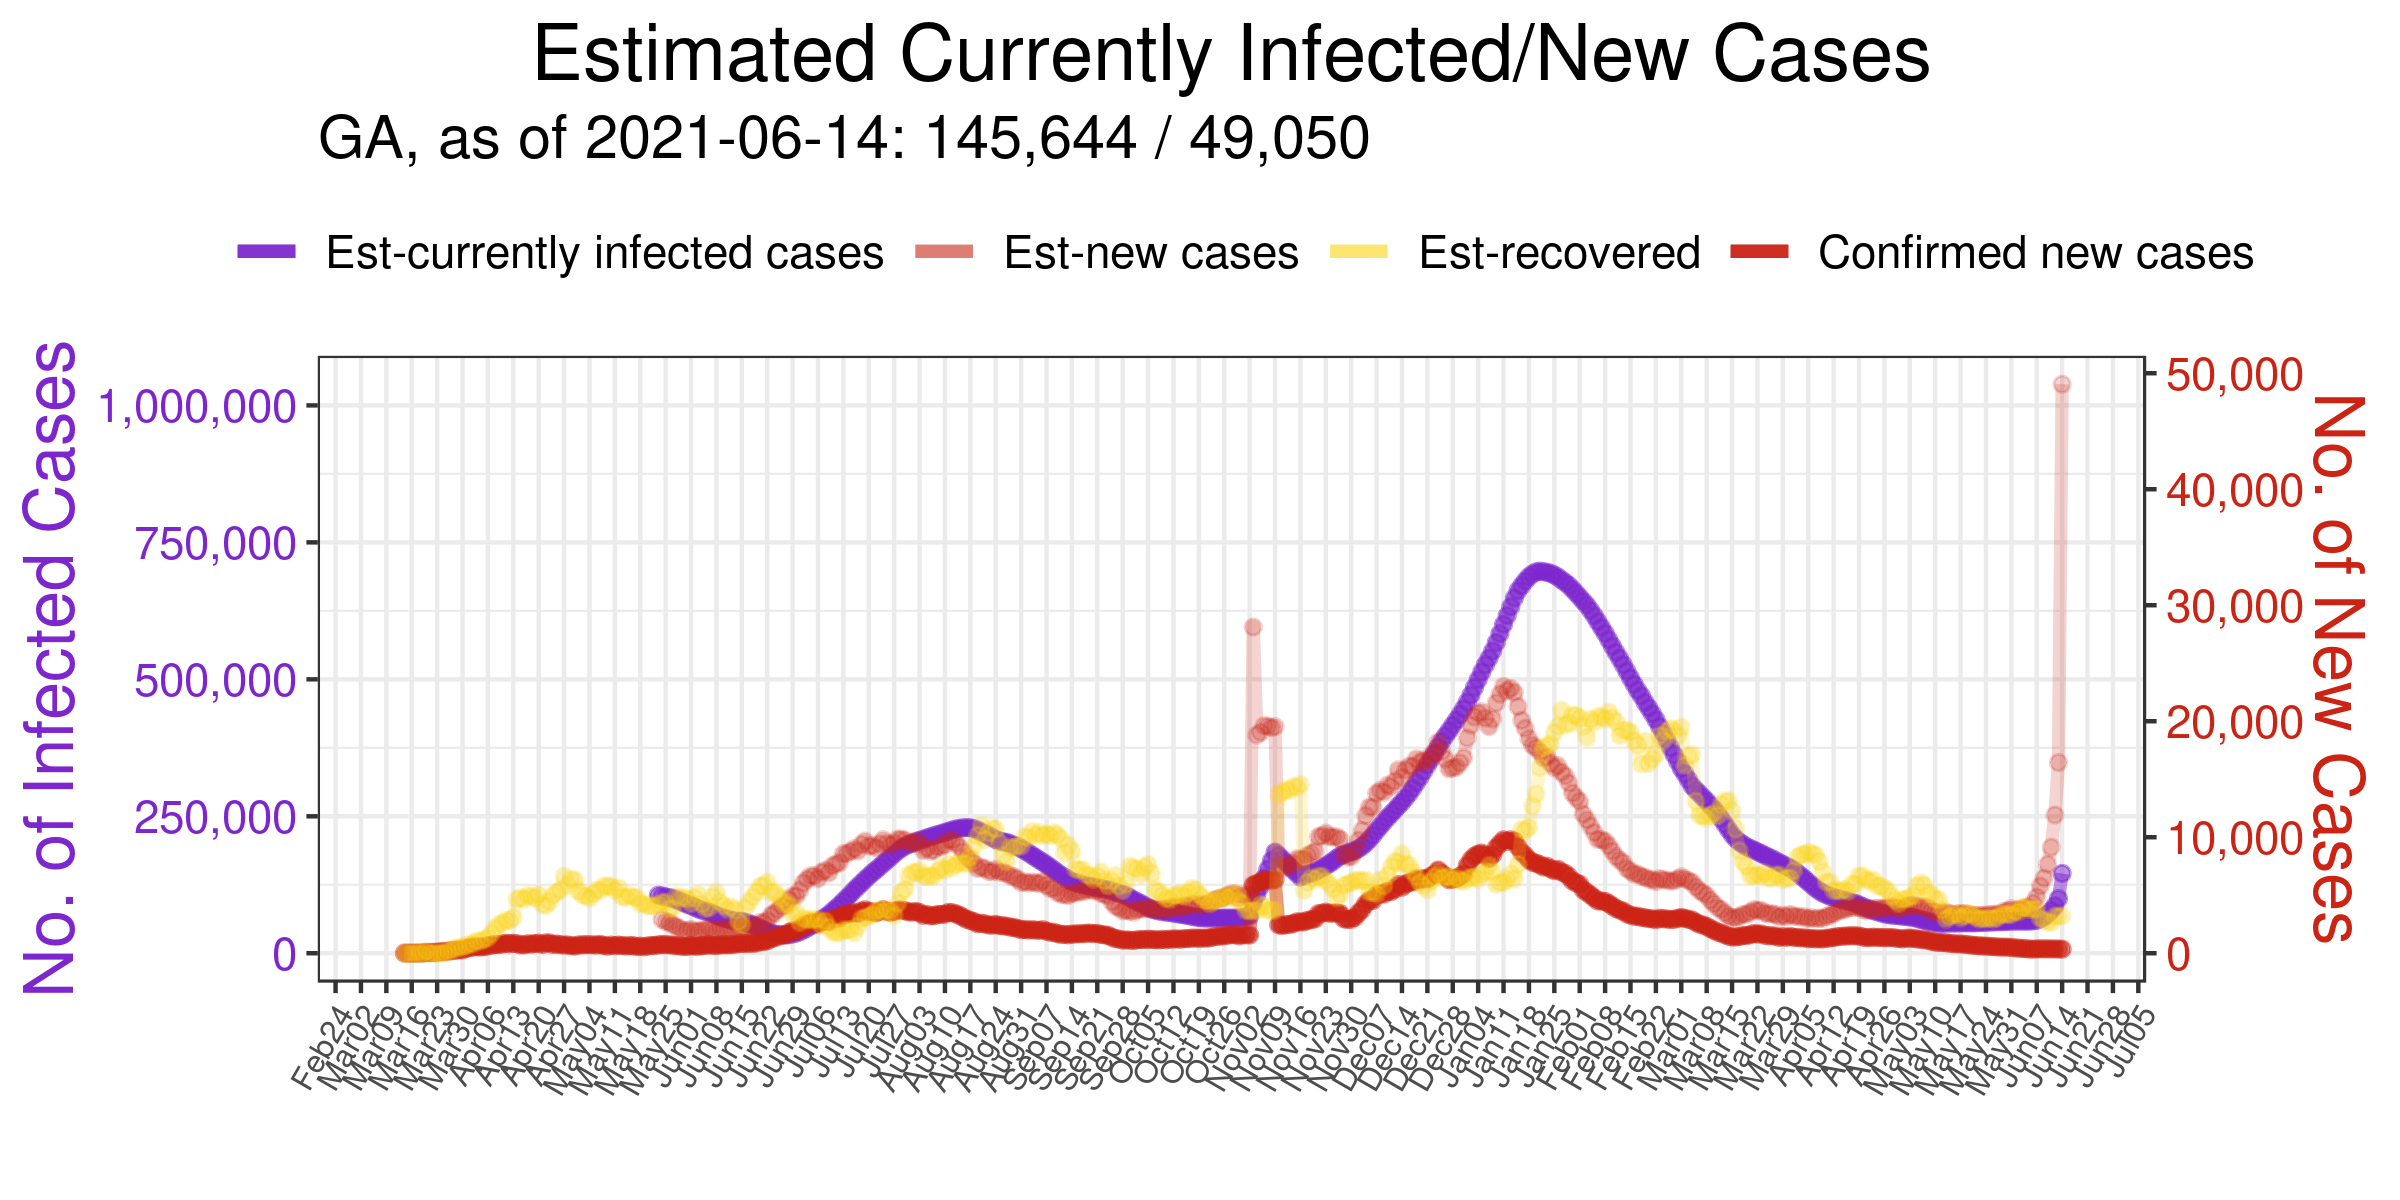 Estimated Currently Infected/New Cases
GA, as of 2021-06-14: 145,644 / 49,050
Est-currently infected cases Est-new cases Est-recovered Confirmed new cases
No. of Infected Cases
1,000,000
750,000
500,000
250,000
0
50,000
40,000
30,000
20,000
10,000
0
No. of New Cases
Feb24 Mar02 Mar09 Mar16 Mar23 Mar30 Apr06 Apr13 Apr20 Apr27 May04 May11 May18 May25 Jun01 Jun08 Jun15 Jun22 Jun29 Jul06 Jul13 Jul20 Jul27 Aug03 Aug10 Aug17 Aug24 Aug31 Sep07 Sep14 Sep21 Sep28 Oct05 Oct12 Oct19 Oct26 Nov02 Nov09 Nov16 Nov23 Nov30 Dec07 Dec14 Dec21 Dec28 Jan04 Jan11 Jan18 Jan25 Feb01 Feb08 Feb15 Feb22 Mar01 Mar08 Mar15 Mar22 Mar29 Apr05 Apr12 Apr19 Apr26 May03 May10 May17 May24 May31 Jun07 Jun14 Jun21 Jun28 Jul05